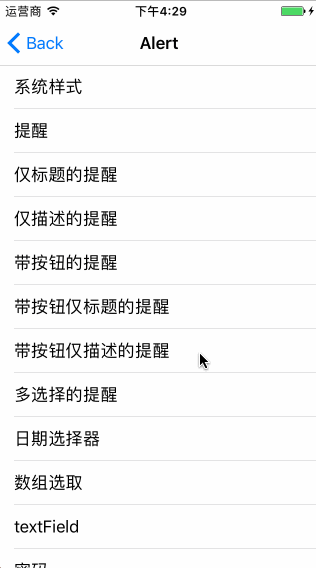 运营商 下午4:29
Back Alert
系统样式
提醒
仅标题的提醒
仅描述的提醒
带按钮的提醒
带按钮仅标题的提醒
带按钮仅描述的提醒
多选择的提醒
日期选择器
数组选取
textField
密码